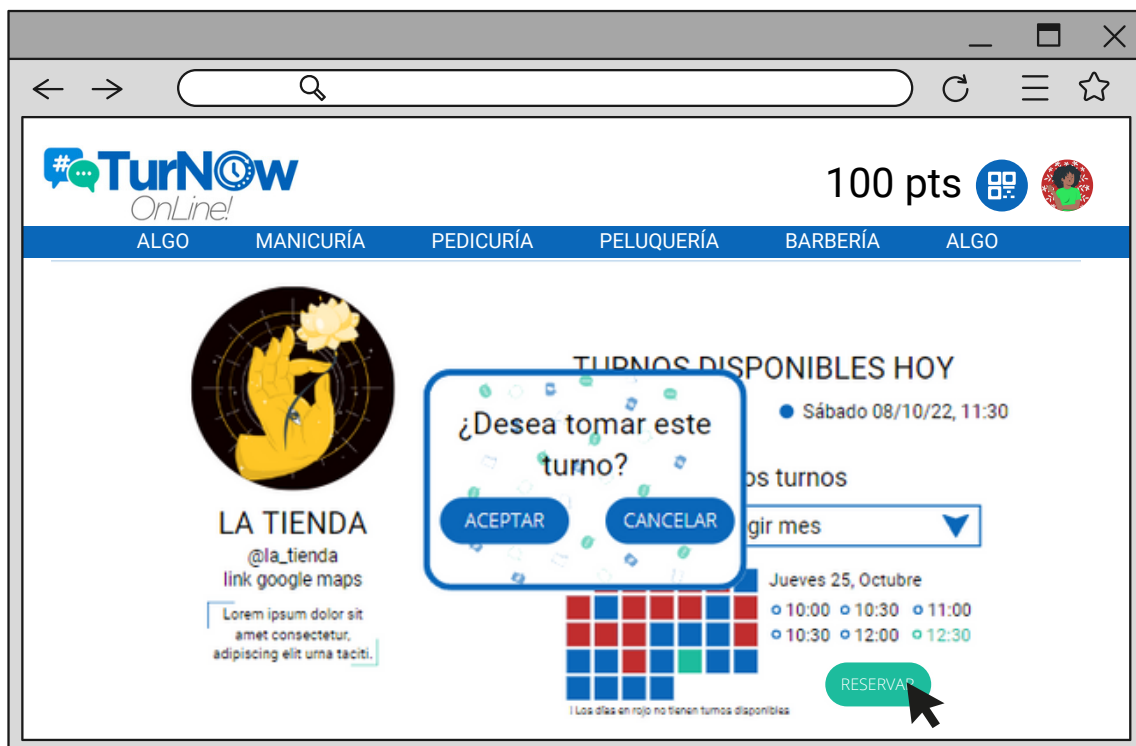 #TurNOw
OnLine!
100 pts
ALGO MANICURÍA PEDICURÍA PELUQUERÍA BARBERÍA ALGO
TURNOS DISPONIBLES HOY
Sábado 08/10/22, 11:30
¿Desea tomar este
turno?
ACEPTAR CANCELAR
turnos
mes
LA TIENDA
@la_tienda
link google maps
Lorem ipsum dolor sit
amet consectetur,
adipiscing elit urna taciti.
Jueves 25, Octubre
10:00 10:30 11:00
10:30 12:00 12:30
RESERVAR
! Los días en rojo no tienen turnos disponibles